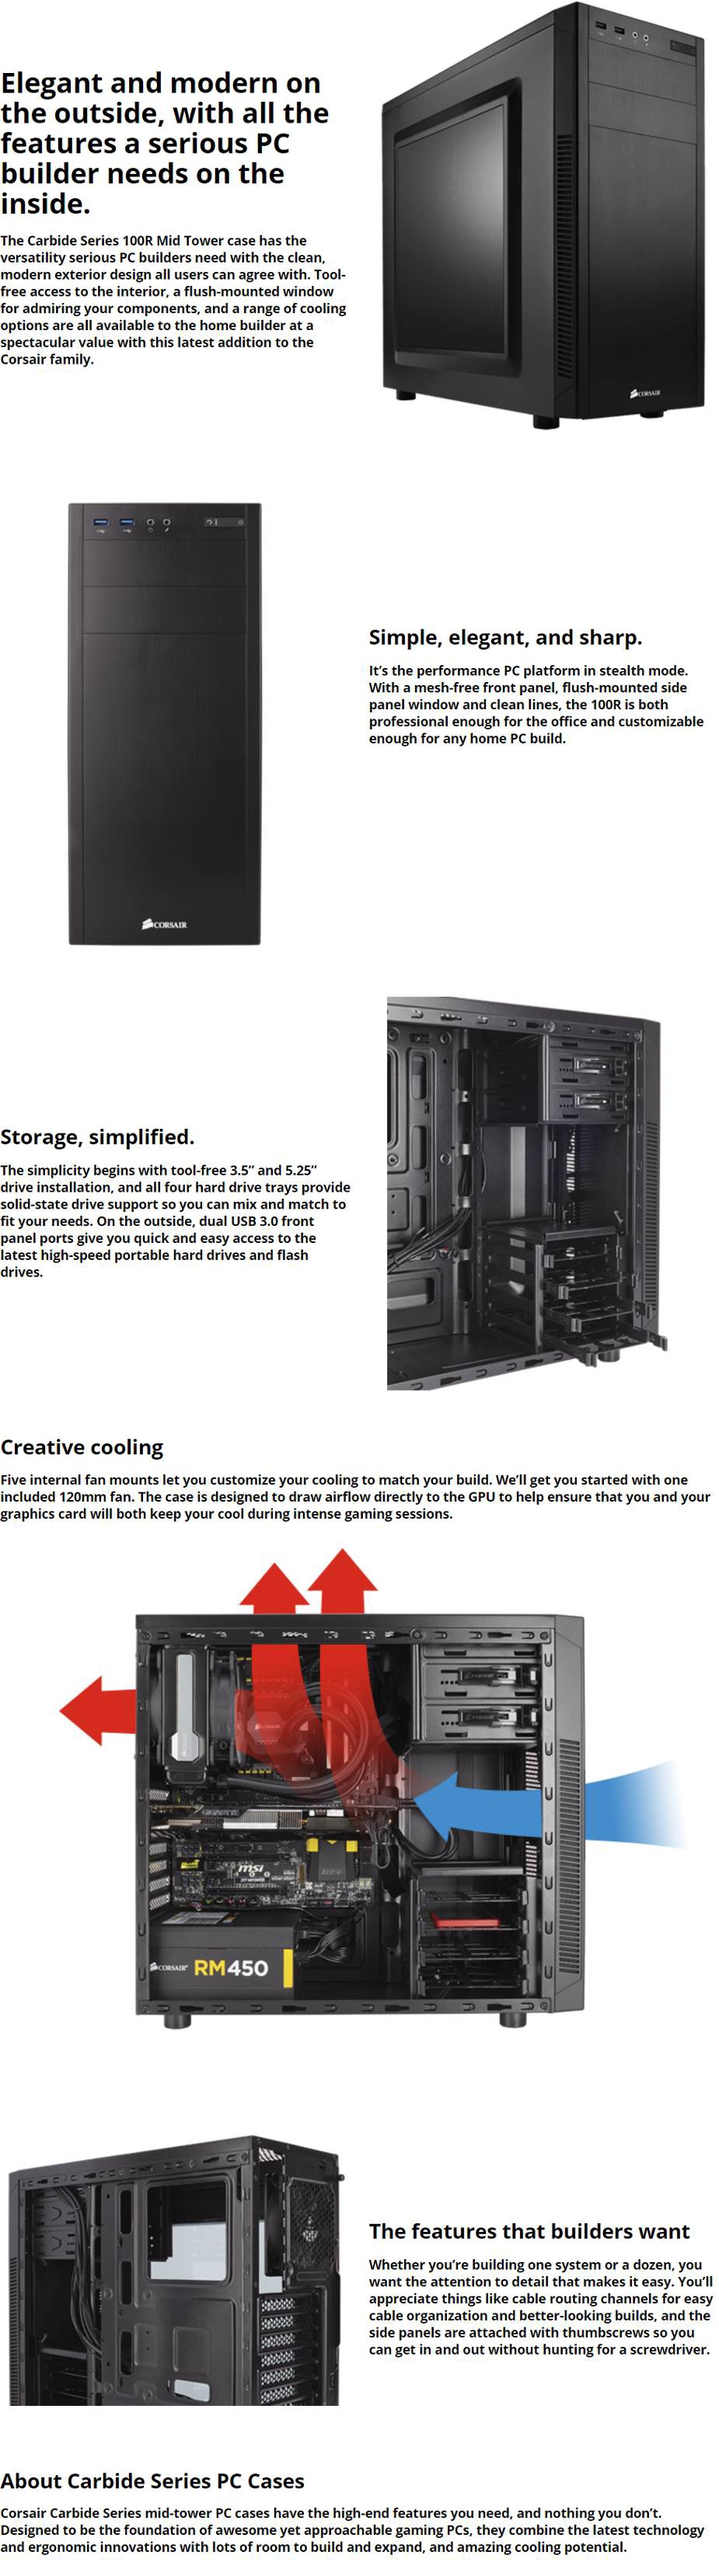 Elegant and modern on
the outside, with all the
features a serious PC
builder needs on the
inside.
The Carbide Series 100R Mid Tower case has the
versatility serious PC builders need with the clean,
modern exterior design all users can agree with. Tool-
free access to the interior, a flush-mounted window
for admiring your components, and a range of cooling
options are all available to the home builder at a
spectacular value with this latest addition to the
Corsair family.
CORSAIR
Simple, elegant, and sharp.
It’s the performance PC platform in stealth mode.
With a mesh-free front panel, flush-mounted side
panel window and clean lines, the 100R is both
professional enough for the office and customizable
enough for any home PC build.
CORSAIR
Storage, simplified.
The simplicity begins with tool-free 3.5” and 5.25”
drive installation, and all four hard drive trays provide
solid-state drive support so you can mix and match to
fit your needs. On the outside, dual USB 3.0 front
panel ports give you quick and easy access to the
latest high-speed portable hard drives and flash
drives.
Creative cooling
Five internal fan mounts let you customize your cooling to match your build. We’ll get you started with one
included 120mm fan. The case is designed to draw airflow directly to the GPU to help ensure that you and your
graphics card will both keep your cool during intense gaming sessions.
msi
CORSAIR RM450
The features that builders want
Whether you’re building one system or a dozen, you
want the attention to detail that makes it easy. You’ll
appreciate things like cable routing channels for easy
cable organization and better-looking builds, and the
side panels are attached with thumbscrews so you
can get in and out without hunting for a screwdriver.
About Carbide Series PC Cases
Corsair Carbide Series mid-tower PC cases have the high-end features you need, and nothing you don’t.
Designed to be the foundation of awesome yet approachable gaming PCs, they combine the latest technology
and ergonomic innovations with lots of room to build and expand, and amazing cooling potential.